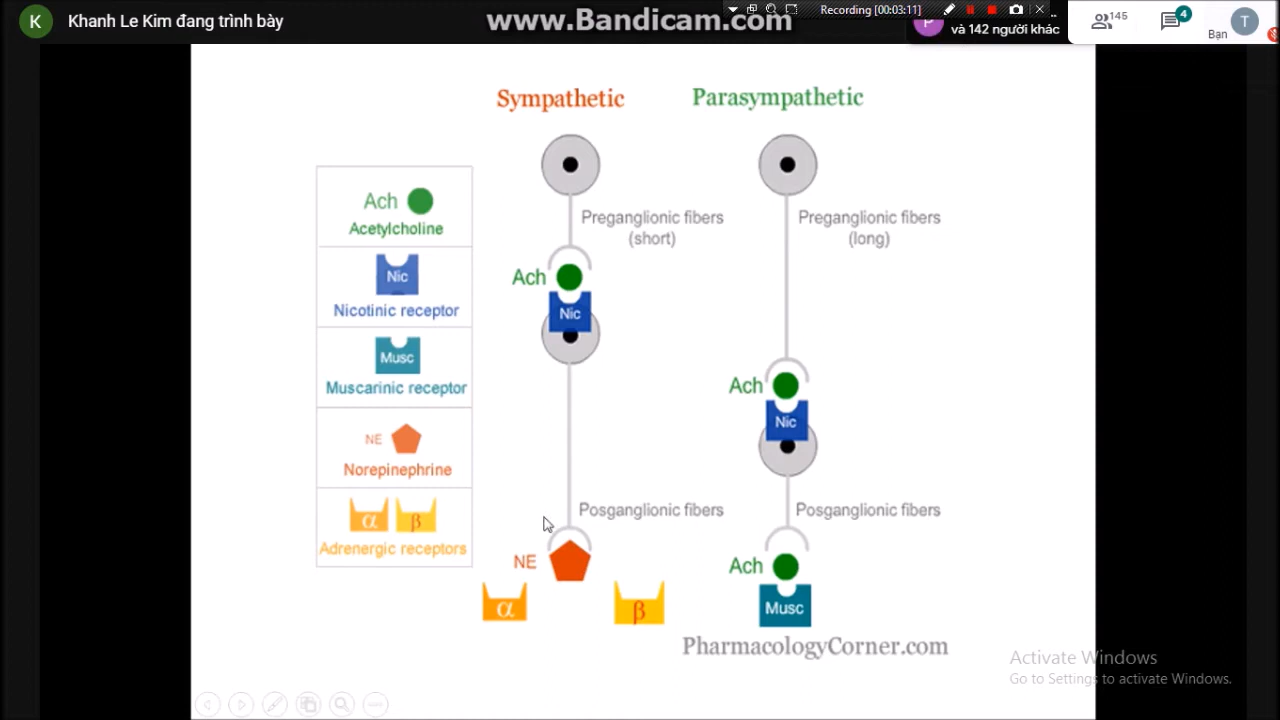 K
Khanh Le Kim đang trình bày
www.Bandicam.com
Recording [00:03:11]
P
và 142 người khác
145
4
Bạn
T
Sympathetic
Parasympathetic
Ach
Acetylcholine
Nic
Nicotinic receptor
Musc
Muscarinic receptor
NE
Norepinephrine
α
β
Adrenergic receptors
Preganglionic fibers
(short)
Ach
Nic
Posganglionic fibers
NE
α
β
Preganglionic fibers
(long)
Ach
Nic
Posganglionic fibers
Ach
Musc
PharmacologyCorner.com
Activate Windows
Go to Settings to activate Windows.